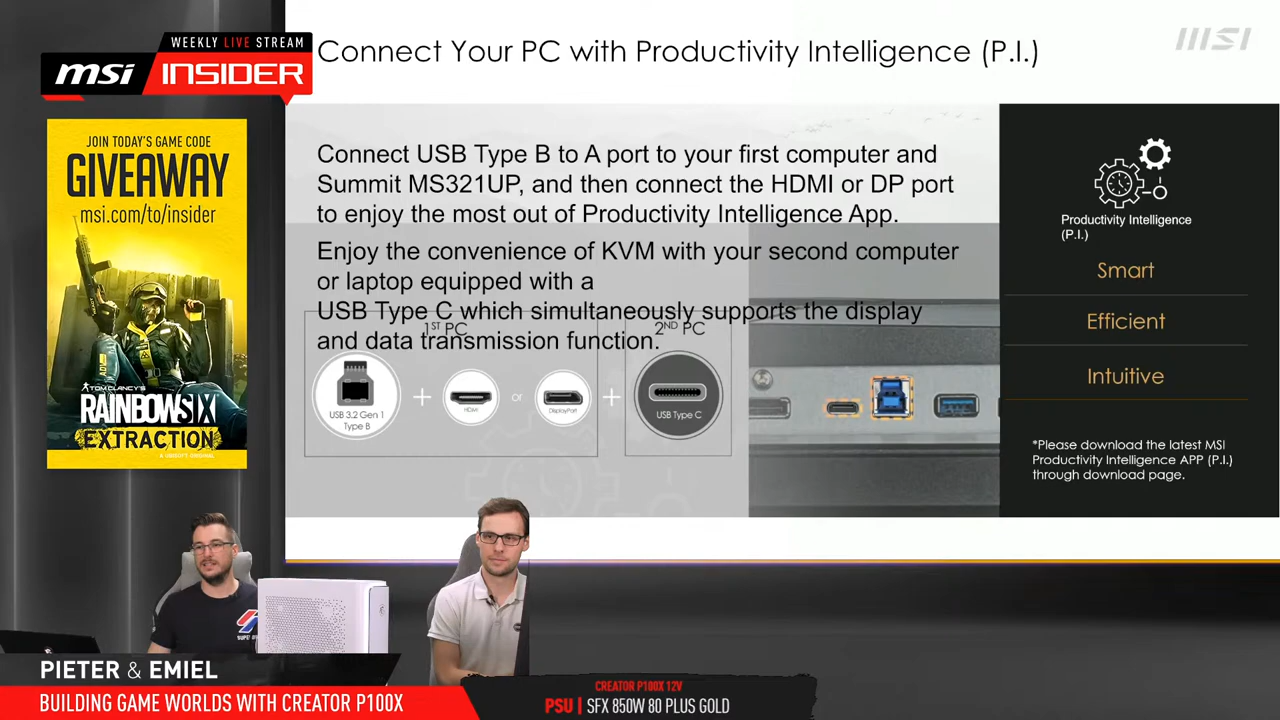 WEEKLY LIVE STREAM
msi INSIDER
Connect Your PC with Productivity Intelligence (P.I.)
msi
JOIN TODAY'S GAME CODE
GIVEAWAY
msi.com/to/insider
TOM CLANCY'S
RAINBOW SIX
EXTRACTION
A UBISOFT ORIGINAL
Connect USB Type B to A port to your first computer and
Summit MS321UP, and then connect the HDMI or DP port
to enjoy the most out of Productivity Intelligence App.
Enjoy the convenience of KVM with your second computer
or laptop equipped with a
USB Type C which simultaneously supports the display
and data transmission function.
1ST PC
2ND PC
USB 3.2 Gen 1
Type B
+
HDMI
or
DisplayPort
+
USB Type C
Productivity Intelligence
(P.I.)
Smart
Efficient
Intuitive
*Please download the latest MSI
Productivity Intelligence APP (P.I.)
through download page.
PIETER & EMIEL
BUILDING GAME WORLDS WITH CREATOR P100X
CREATOR P100X 12V
PSU | SFX 850W 80 PLUS GOLD